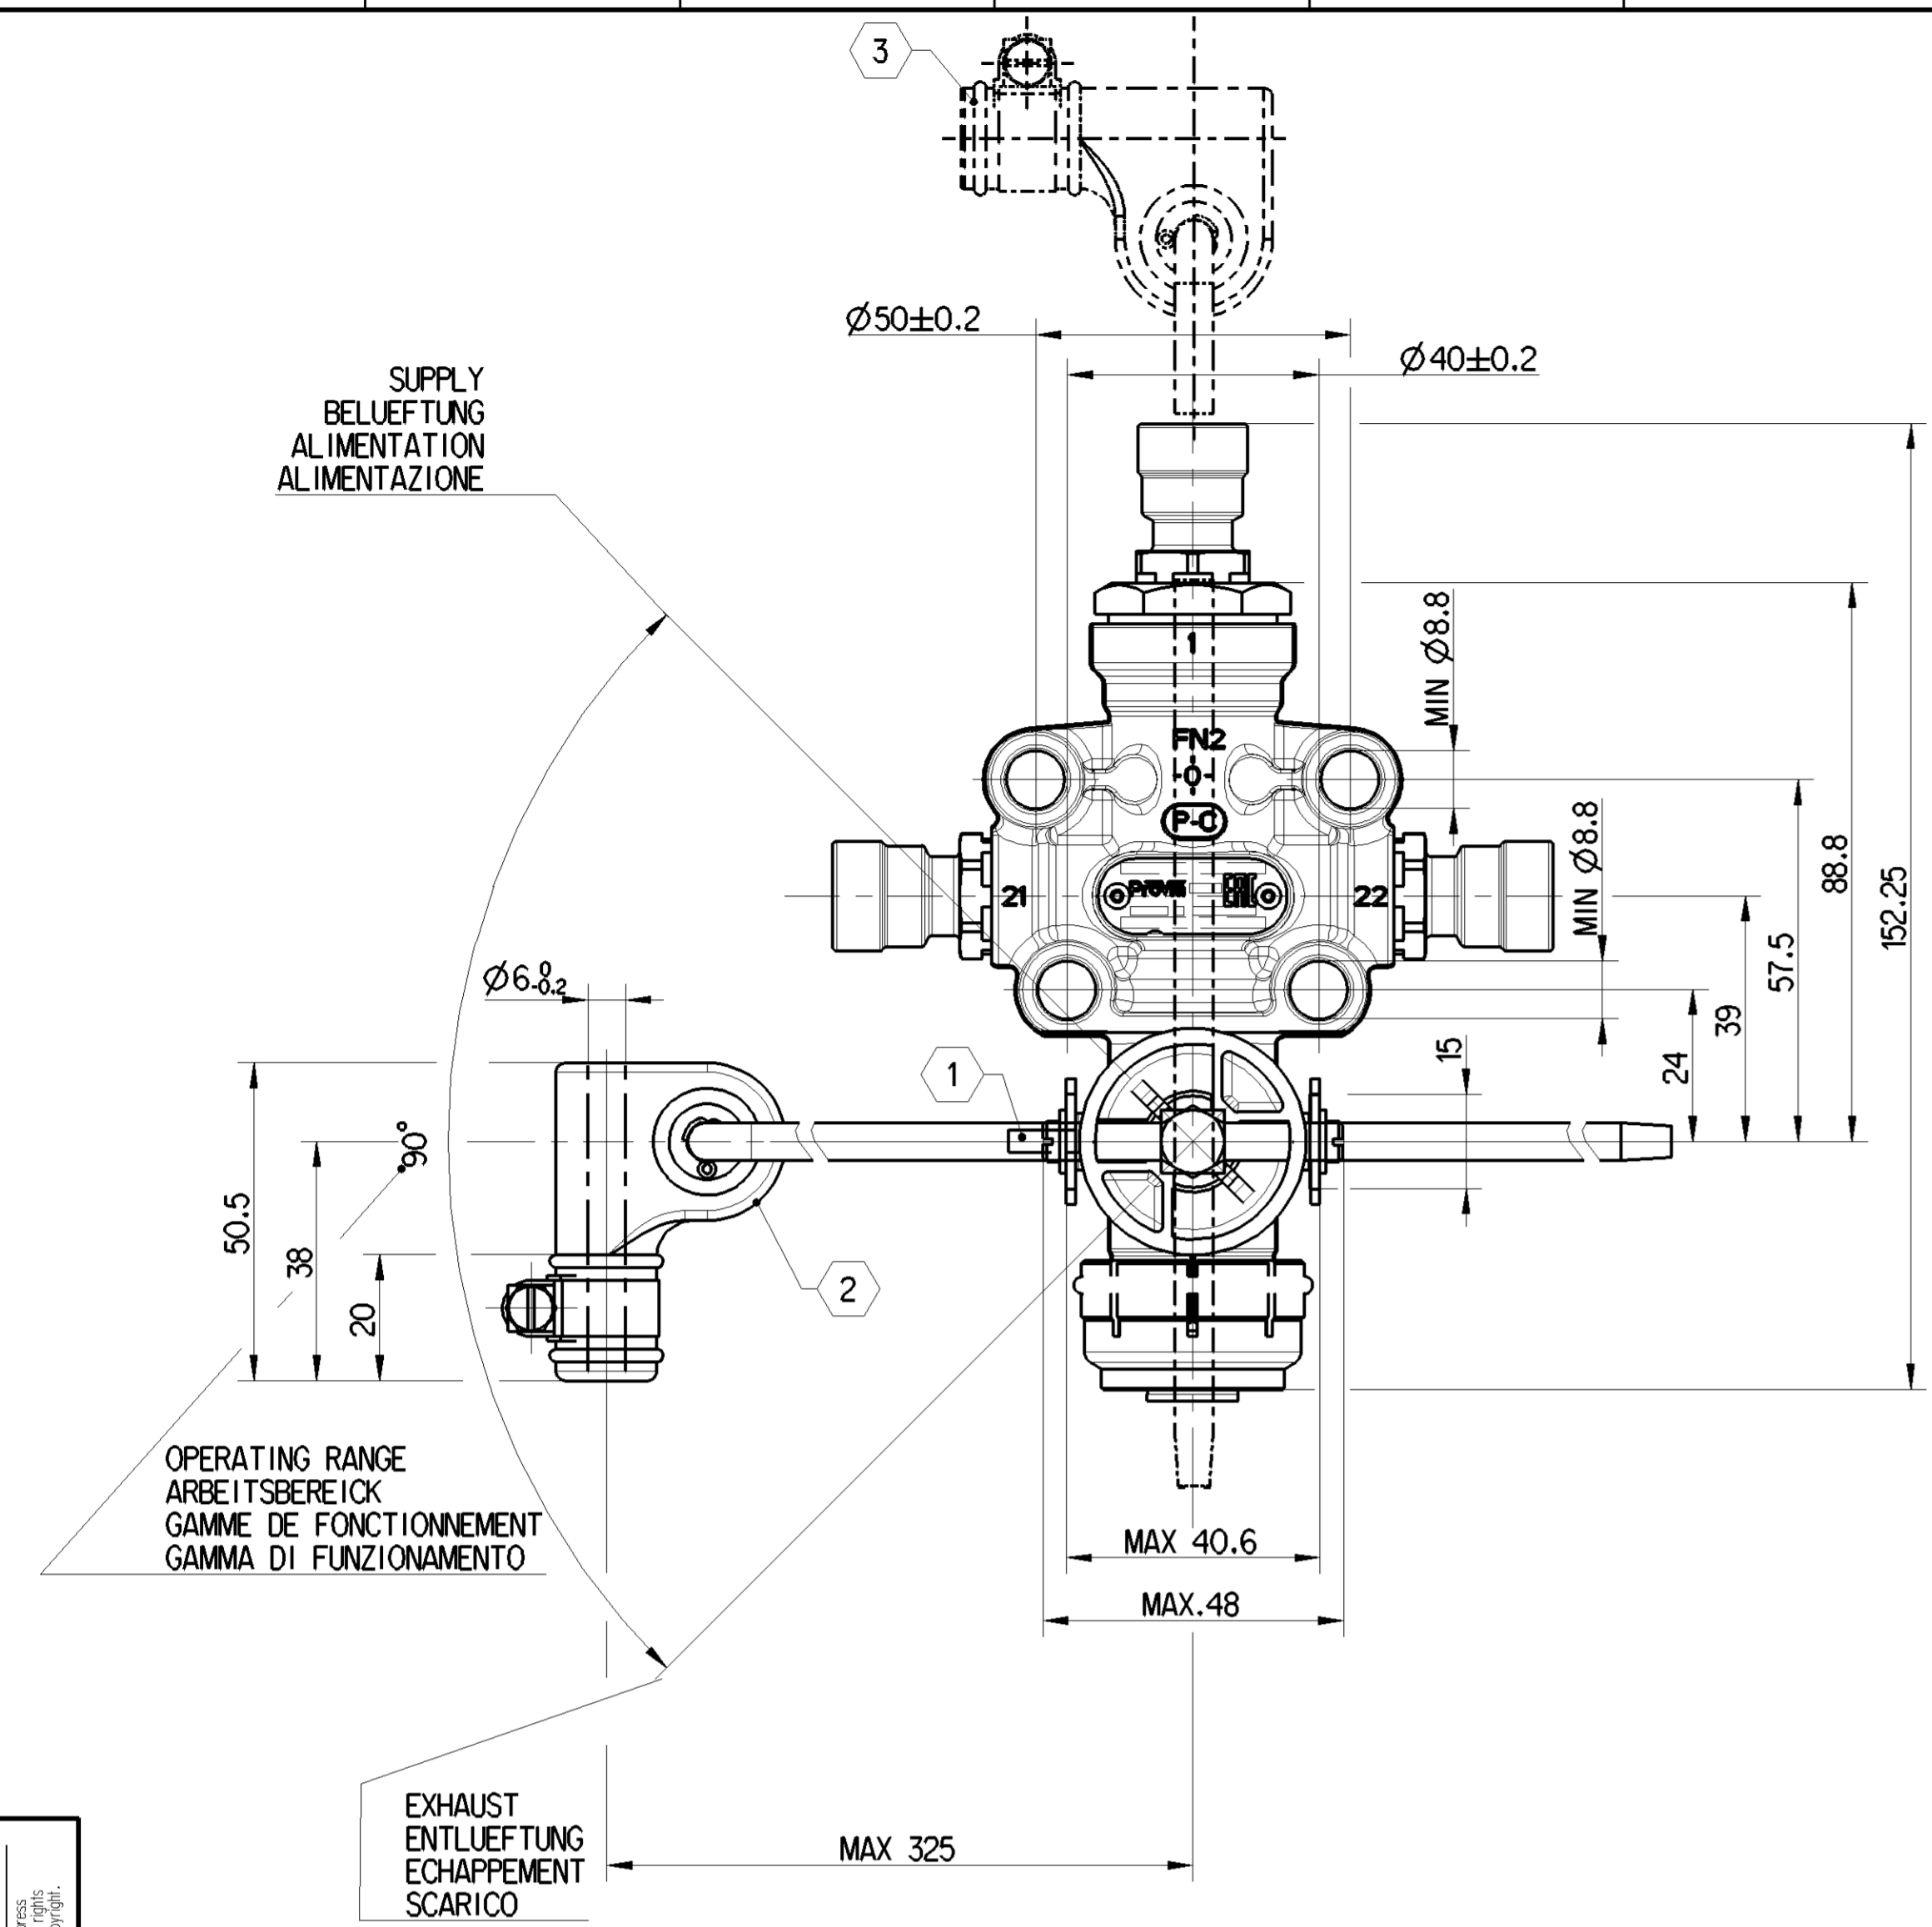 3
Ø50±0.2
Ø40±0.2
SUPPLY
BELUEFTUNG
ALIMENTATION
ALIMENTAZIONE
MIN Ø8.8
1
FN2
-0-
P-C
21
EAC
22
MIN Ø8.8
88.8
152.25
57.5
39
24
15
Ø6 0 -0.2
1
90°
50.5
38
20
2
OPERATING RANGE
ARBEITSBEREICK
GAMME DE FONCTIONNEMENT
GAMMA DI FUNZIONAMENTO
MAX 40.6
MAX.48
EXHAUST
ENTLUEFTUNG
ECHAPPEMENT
SCARICO
MAX 325
rights